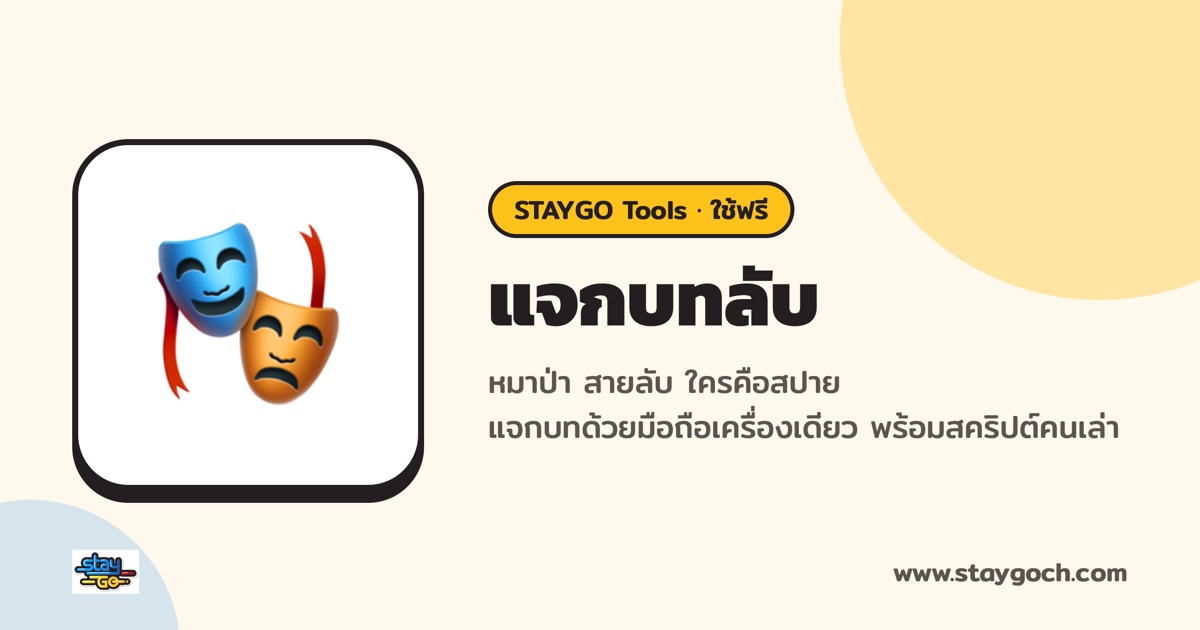 STAYGO Tools · ใช้ฟรี
แจกบทลับ
หมาป่า สายลับ ใครคือสปาย
แจกบทด้วยมือถือเครื่องเดียว พร้อมสคริปต์คนเล่า
stay
GO
www.staygoch.com